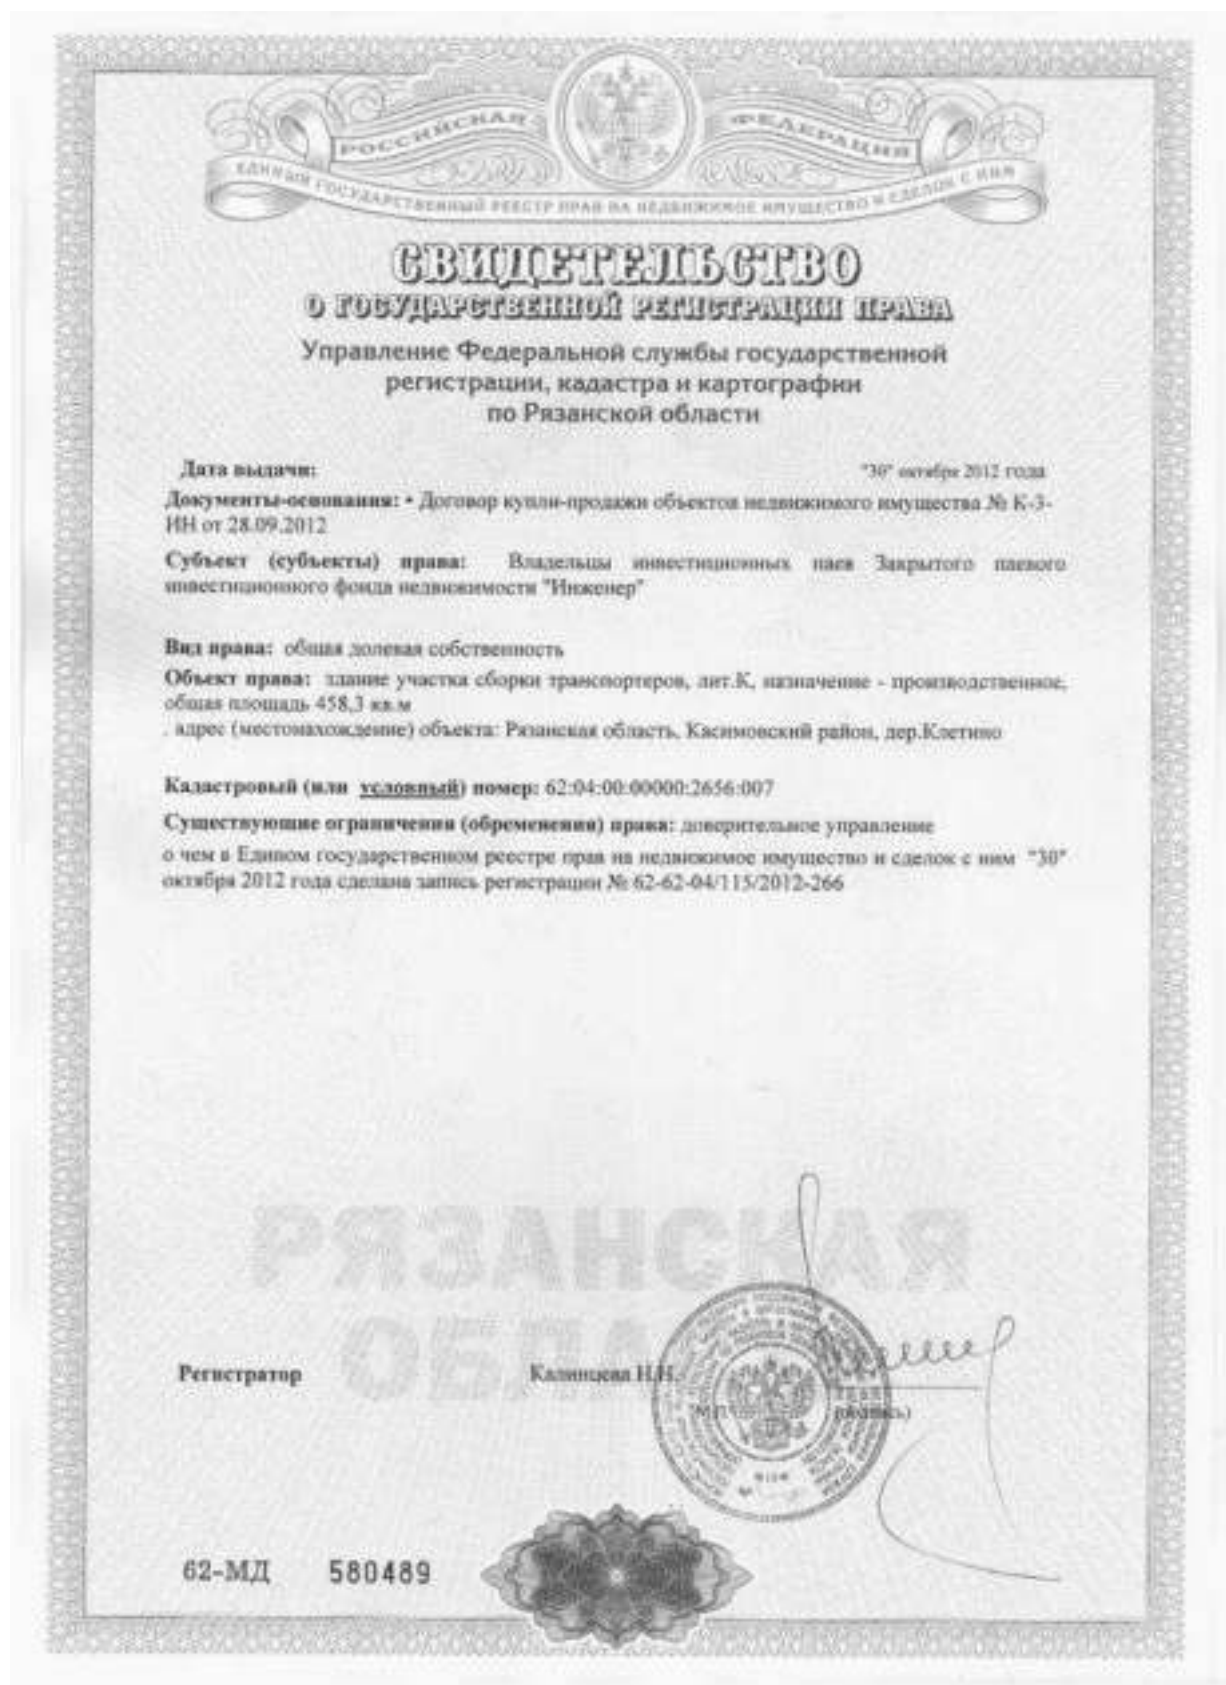 РОССИЙСКАЯ ФЕДЕРАЦИЯ
ЕДИНЫЙ ГОСУДАРСТВЕННЫЙ РЕЕСТР ПРАВ НА НЕДВИЖИМОЕ ИМУЩЕСТВО И СДЕЛОК С НИМ
СВИДЕТЕЛЬСТВО
О ГОСУДАРСТВЕННОЙ РЕГИСТРАЦИИ ПРАВА
Управление Федеральной службы государственной
регистрации, кадастра и картографии
по Рязанской области
Дата выдачи: "30" октября 2012 года
Документы-основания: • Договор купли-продажи объектов недвижимого имущества № К-3-
ИН от 28.09.2012
Субъект (субъекты) права: Владельцы инвестиционных паев Закрытого паевого
инвестиционного фонда недвижимости "Инженер"
Вид права: общая долевая собственность
Объект права: здание участка сборки транспортеров, лит.К, назначение - производственное,
общая площадь 458,3 кв.м
. адрес (местонахождение) объекта: Рязанская область, Касимовский район, дер.Клетино
Кадастровый (или условный) номер: 62:04:00:00000:2656:007
Существующие ограничения (обременения) права: доверительное управление
о чем в Едином государственном реестре прав на недвижимое имущество и сделок с ним "30"
октября 2012 года сделана запись регистрации № 62-62-04/115/2012-266
РЯЗАНСКАЯ
ОБЛА
Регистратор Калинцева Н.Н.
М.П. (подпись)
62-МД 580489